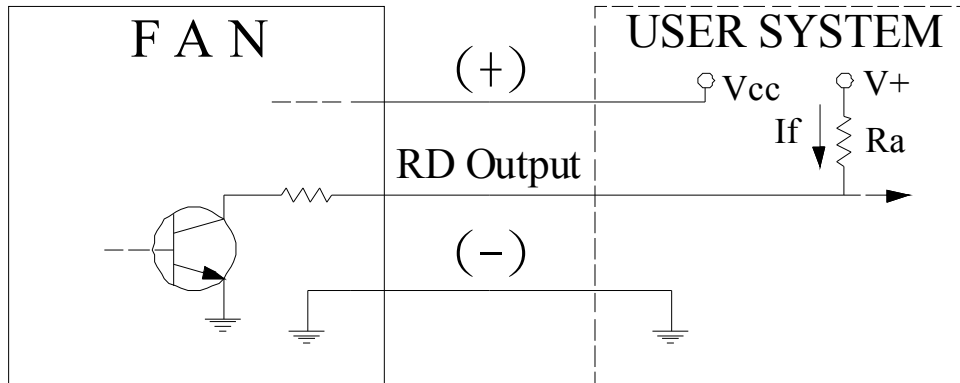 F A N
USER SYSTEM
(+)
Vcc
V+
If
Ra
RD Output
(-)